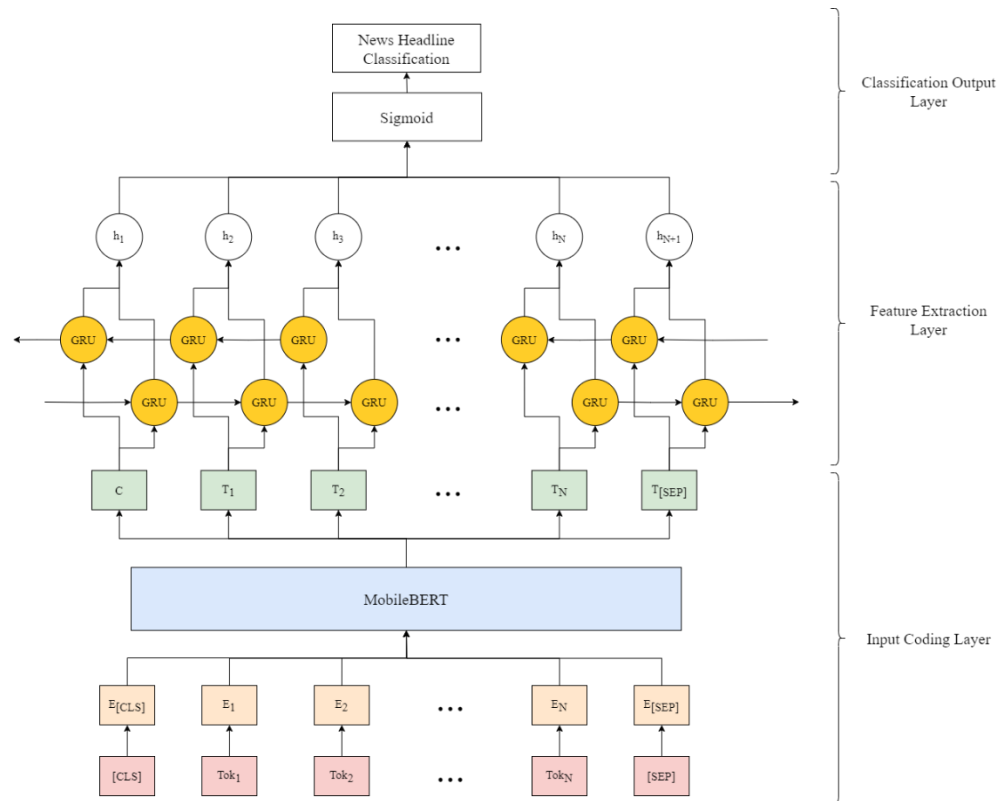 News Headline
Classification
Sigmoid
Classification Output
Layer
h1 h2 h3 ... hN hN+1
GRU GRU GRU ... GRU GRU
Feature Extraction
Layer
GRU GRU GRU ... GRU GRU
C T1 T2 ... TN T[SEP]
MobileBERT
Input Coding Layer
E[CLS] E1 E2 ... EN E[SEP]
[CLS] Tok1 Tok2 ... TokN [SEP]